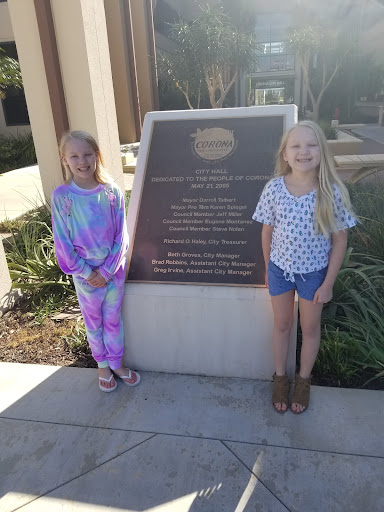 CORONA
CITY HALL
DEDICATED TO THE PEOPLE OF CORONA
MAY 21, 2005
Mayor Darrell Talbert
Mayor Pro Tem Karen Spiegel
Council Member Jeff Miller
Council Member Eugene Montanez
Council Member Steve Nolan
Richard O. Haley, City Treasurer
Beth Groves, City Manager
Brad Robbins, Assistant City Manager
Greg Irvine, Assistant City Manager